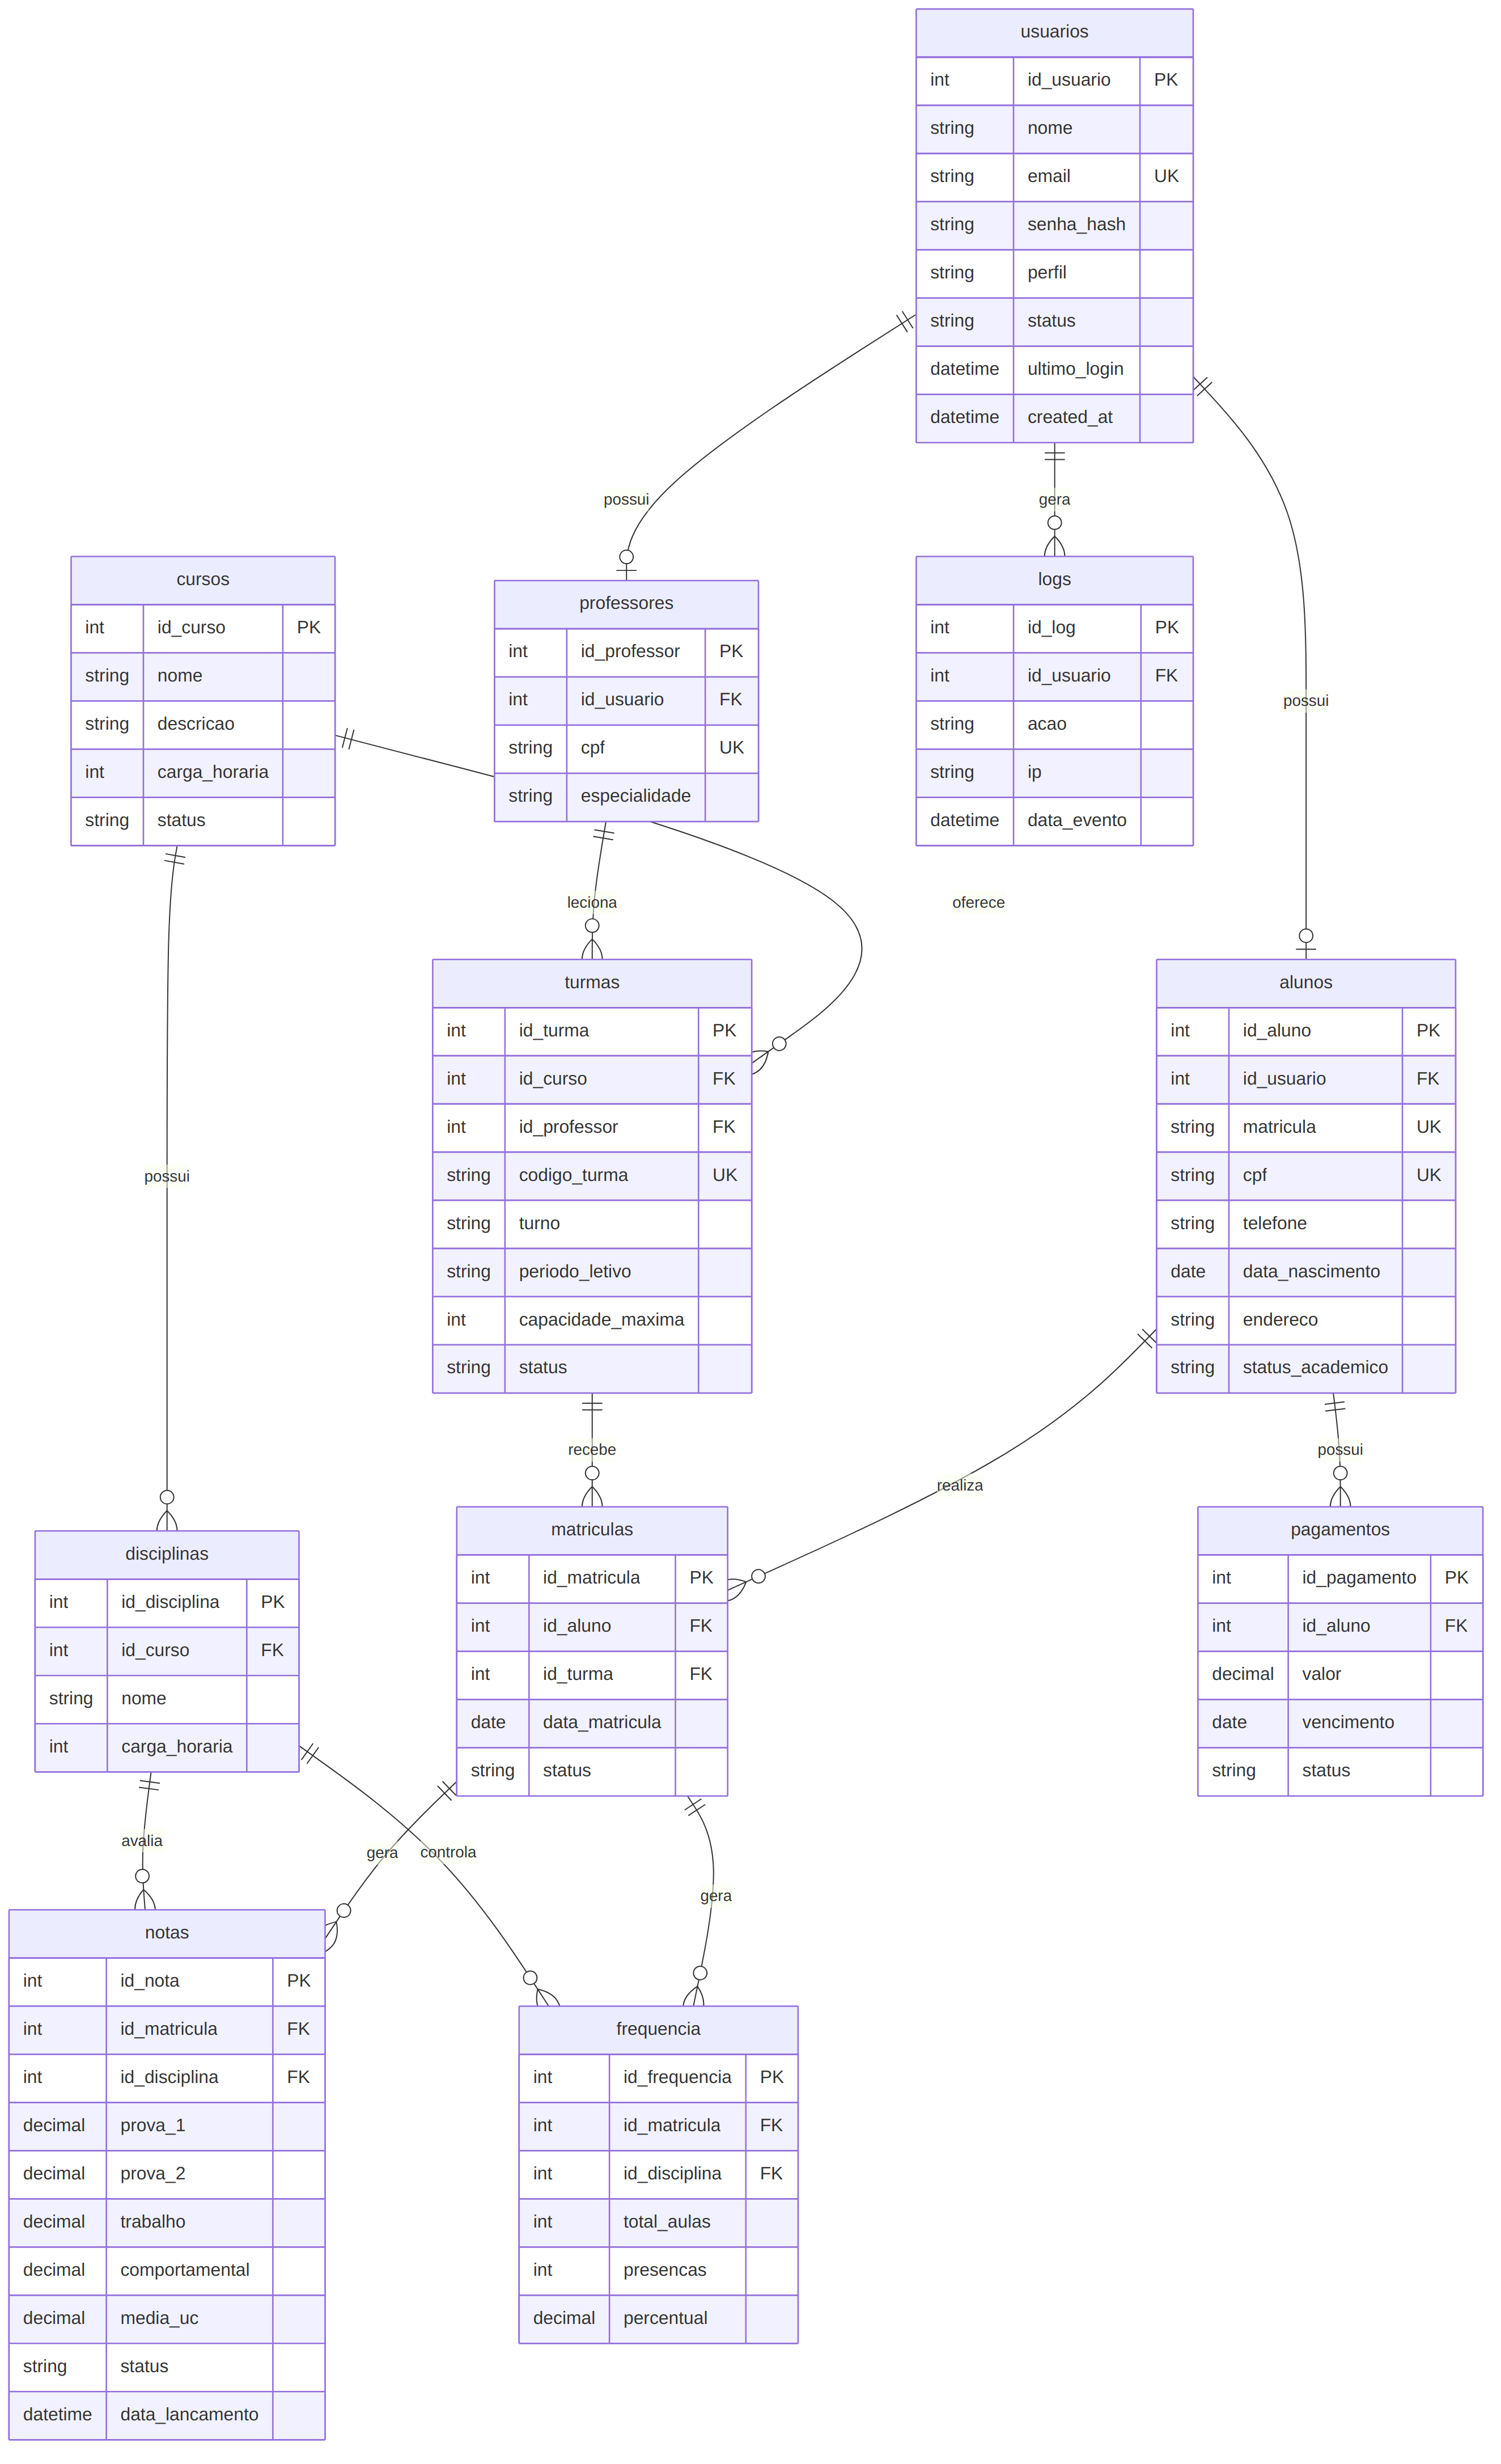 usuarios
int id_usuario PK
string nome
string email UK
string senha_hash
string perfil
string status
datetime ultimo_login
datetime created_at
possui
gera
possui
cursos
int id_curso PK
string nome
string descricao
int carga_horaria
string status
professores
int id_professor PK
int id_usuario FK
string cpf UK
string especialidade
logs
int id_log PK
int id_usuario FK
string acao
string ip
datetime data_evento
leciona
oferece
possui
turmas
int id_turma PK
int id_curso FK
int id_professor FK
string codigo_turma UK
string turno
string periodo_letivo
int capacidade_maxima
string status
alunos
int id_aluno PK
int id_usuario FK
string matricula UK
string cpf UK
string telefone
date data_nascimento
string endereco
string status_academico
recebe
realiza
possui
disciplinas
int id_disciplina PK
int id_curso FK
string nome
int carga_horaria
matriculas
int id_matricula PK
int id_aluno FK
int id_turma FK
date data_matricula
string status
pagamentos
int id_pagamento PK
int id_aluno FK
decimal valor
date vencimento
string status
avalia
gera
controla
gera
notas
int id_nota PK
int id_matricula FK
int id_disciplina FK
decimal prova_1
decimal prova_2
decimal trabalho
decimal comportamental
decimal media_uc
string status
datetime data_lancamento
frequencia
int id_frequencia PK
int id_matricula FK
int id_disciplina FK
int total_aulas
int presencas
decimal percentual